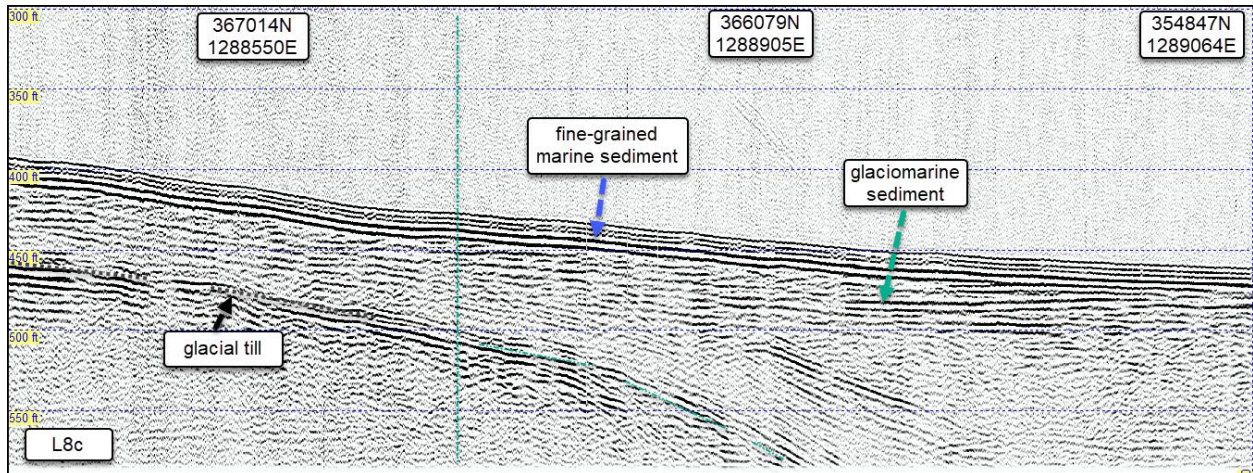 300 ft
367014N
1288550E
366079N
1288905E
354847N
1289064E
350 ft
fine-grained
marine sediment
400 ft
glaciomarine
sediment
450 ft
500 ft
glacial till
550 ft
L8c